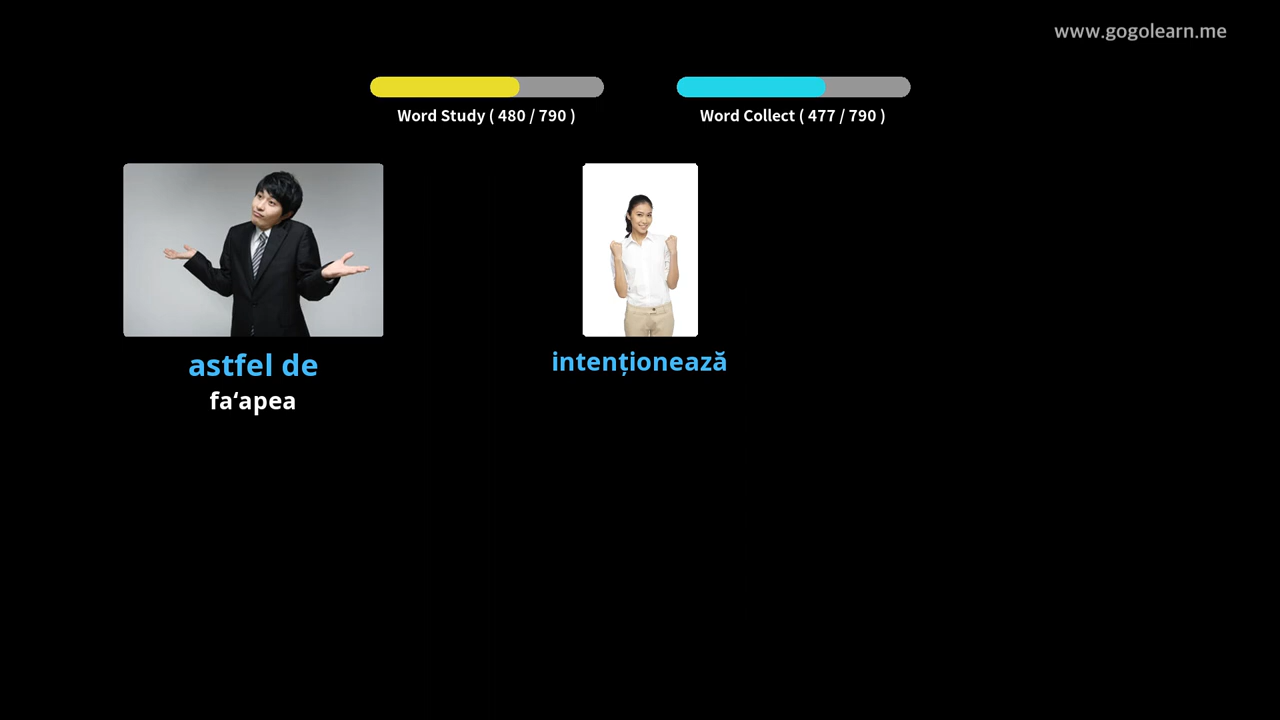 www.gogolearn.me
Word Study ( 480 / 790 )
Word Collect ( 477 / 790 )
astfel de
fa‘apea
intenționează